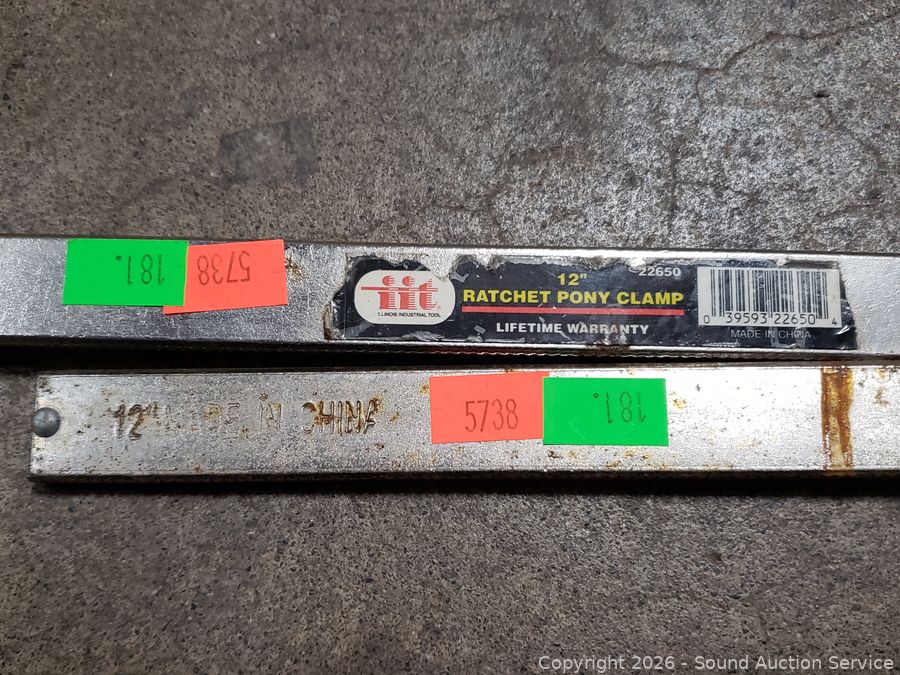 181.
5738
iit®
ILLINOIS INDUSTRIAL TOOL
12"
22650
RATCHET PONY CLAMP
LIFETIME WARRANTY
0 39593 22650 4
MADE IN CHINA
12" MADE IN CHINA
5738
181.
Copyright © 2026 - Sound Auction Service